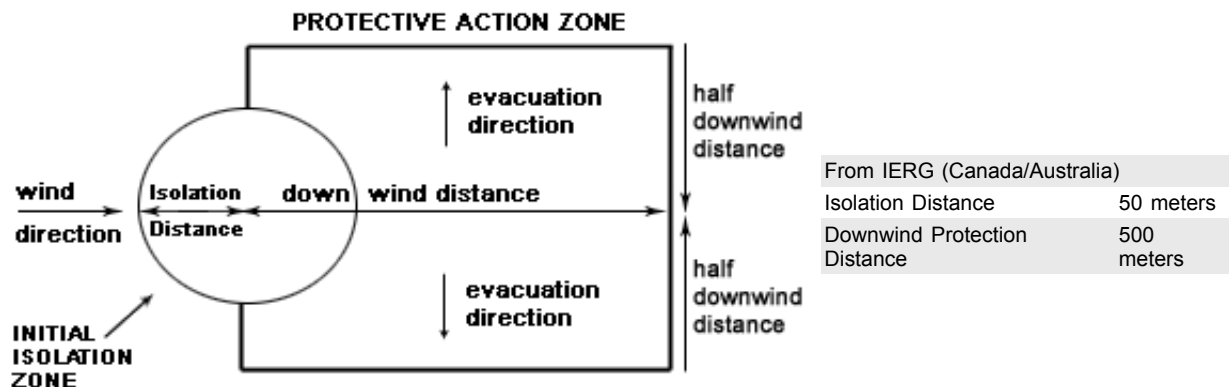 PROTECTIVE ACTION ZONE
evacuation
direction
half
downwind
distance
wind
direction
Isolation
Distance
down wind distance
evacuation
direction
half
downwind
distance
INITIAL
ISOLATION
ZONE
From IERG (Canada/Australia)
Isolation Distance 50 meters
Downwind Protection 500
Distance meters